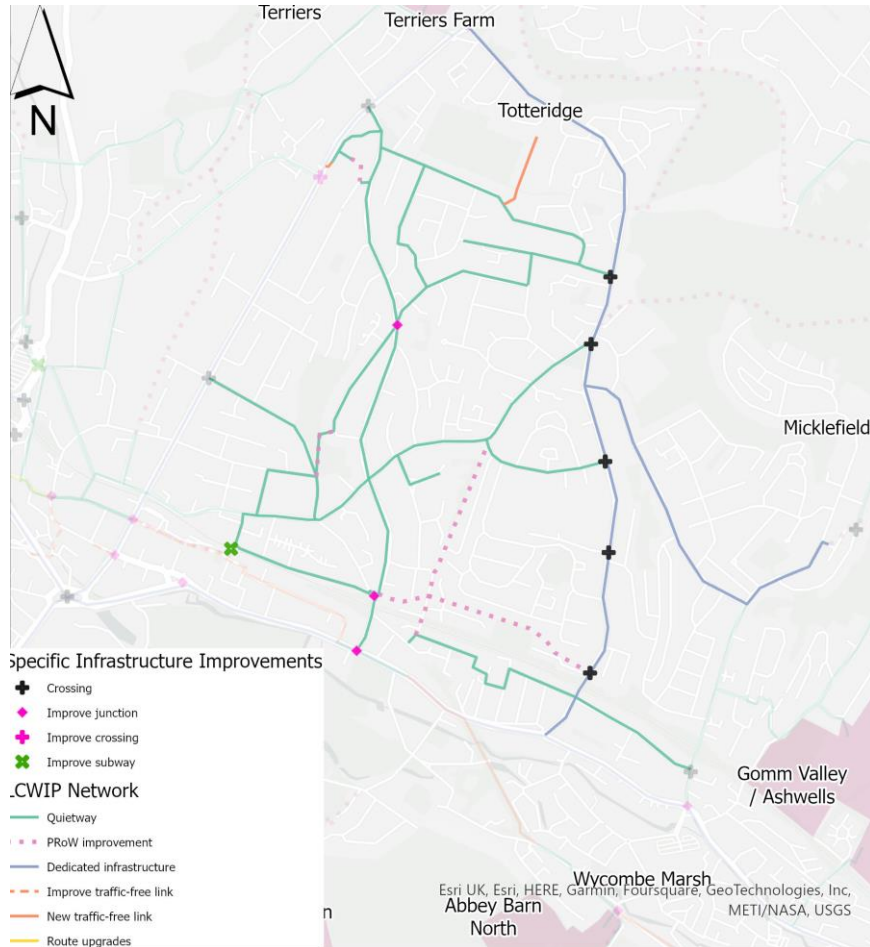 Terriers
Terriers Farm
N
Totteridge
Micklefield
Specific Infrastructure Improvements
Crossing
Improve junction
Improve crossing
Improve subway
LCWIP Network
Quietway
PRoW improvement
Dedicated infrastructure
Improve traffic-free link
New traffic-free link
Route upgrades
Gomm Valley
/ Ashwells
Wycombe Marsh
Abbey Barn
North
n
Esri UK, Esri, HERE, Garmin, Foursquare, GeoTechnologies, Inc,
METI/NASA, USGS